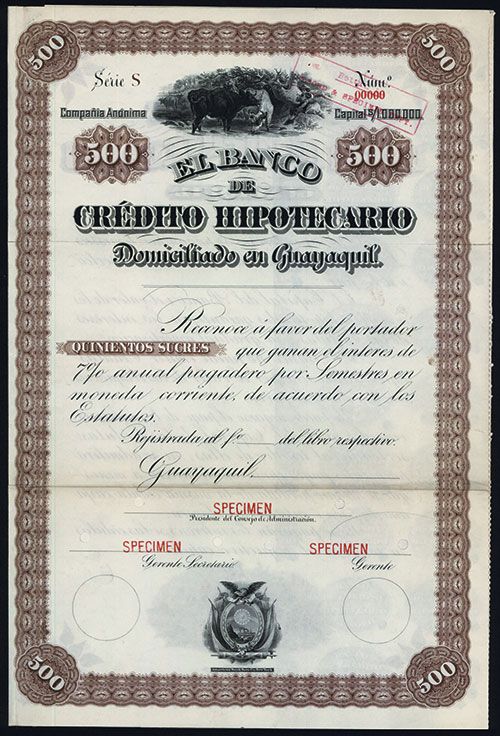 500
500
Série S
Núm.º
00000
Compañia Anónima
Capital S/ 1.000,000.
500
500
EL BANCO
DE
CRÉDITO HIPOTECARIO
Domiciliado en Guayaquil.
Reconoce á favor del portador
QUINIENTOS SUCRES que ganan el interes de
7% anual pagadero por Semestres en
moneda corriente, de acuerdo con los
Estatutos.
Rejistrada al fo. del libro respectivo.
Guayaquil,
SPECIMEN
Presidente del Consejo de Administración.
SPECIMEN
SPECIMEN
Gerente Secretario
Gerente
500
500